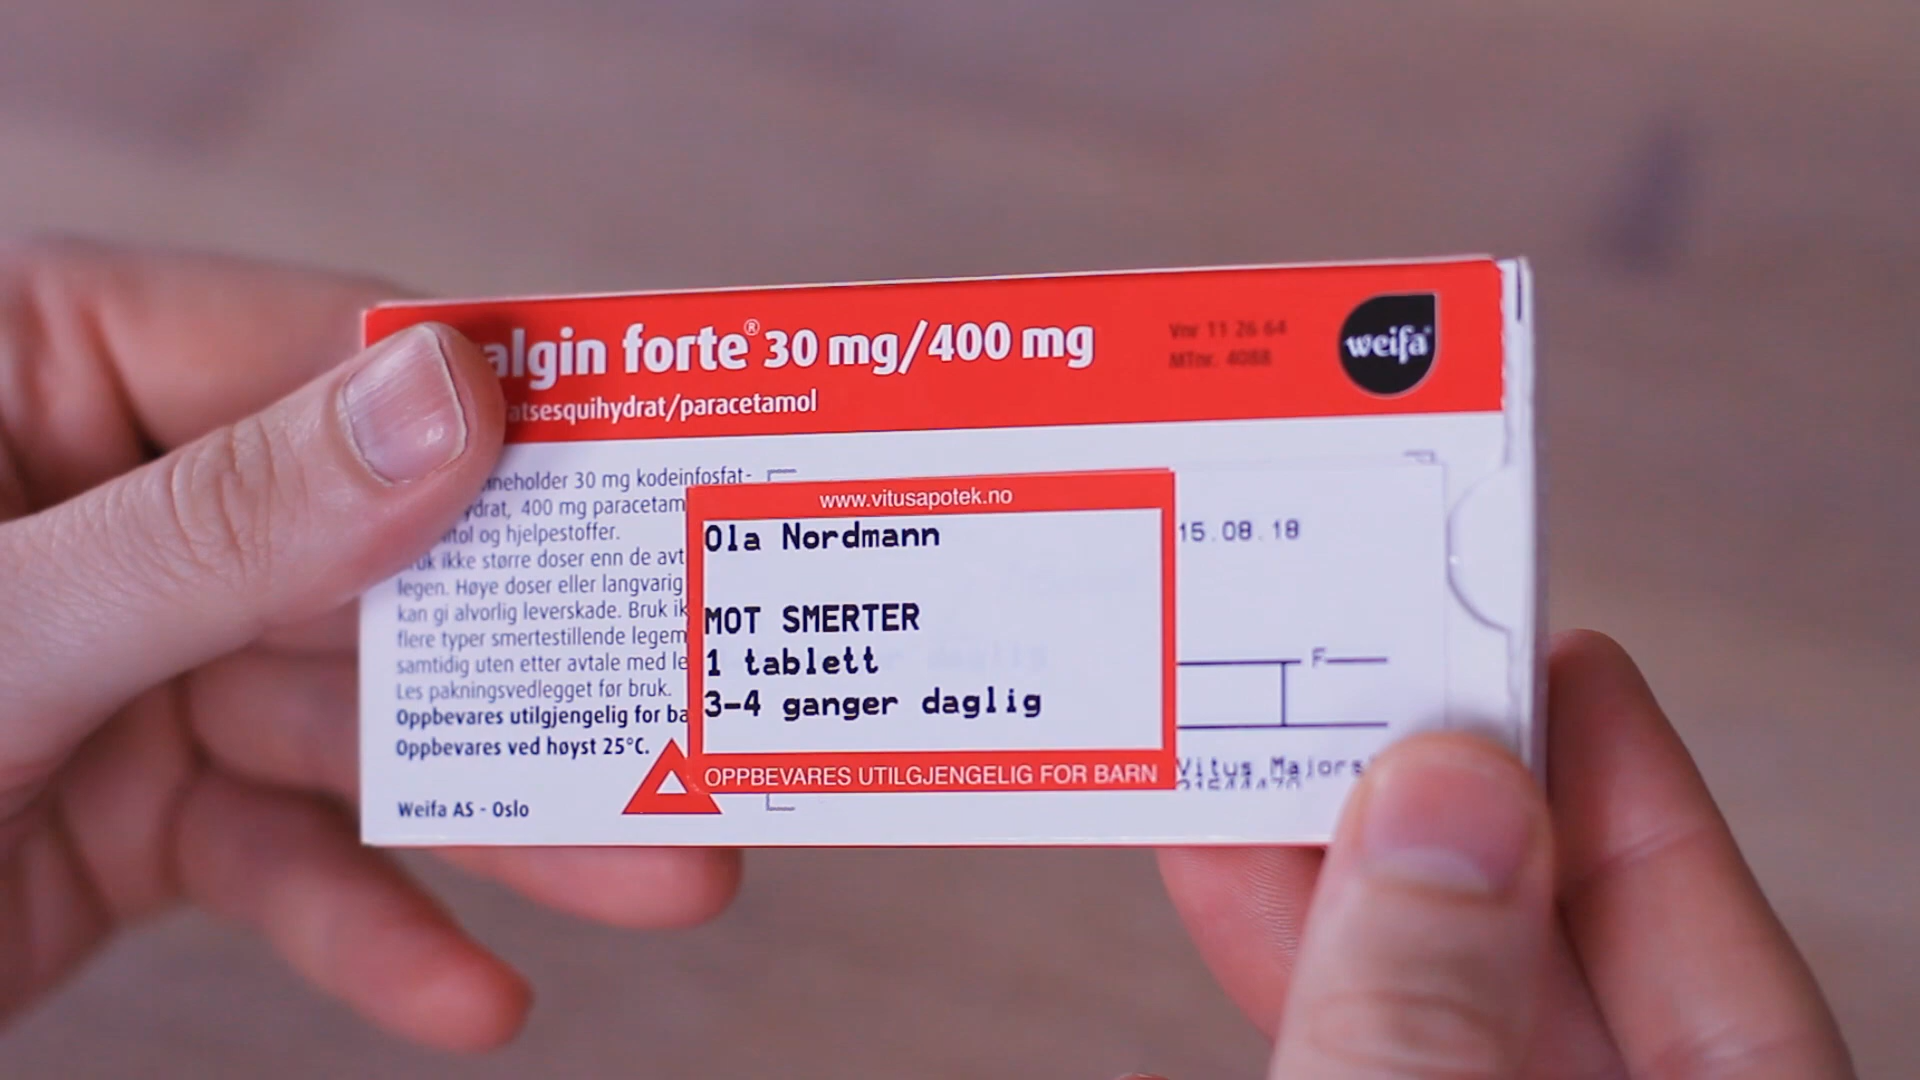 algin forte® 30 mg/400 mg
atsesquihydrat/paracetamol
Vnr 11 26 64
MTnr. 4088
weifa
neholder 30 mg kodeinfosfat-
ydrat, 400 mg paracetam
tol og hjelpestoffer.
uk ikke større doser enn de avt
legen. Høye doser eller langvarig
kan gi alvorlig leverskade. Bruk ik
flere typer smertestillende legem
samtidig uten etter avtale med le
Les pakningsvedlegget før bruk.
Oppbevares utilgjengelig for ba
Oppbevares ved høyst 25°C.
Weifa AS - Oslo
www.vitusapotek.no
Ola Nordmann
MOT SMERTER
1 tablett
3-4 ganger daglig
OPPBEVARES UTILGJENGELIG FOR BARN
15.08.18
F
Vitus Majors